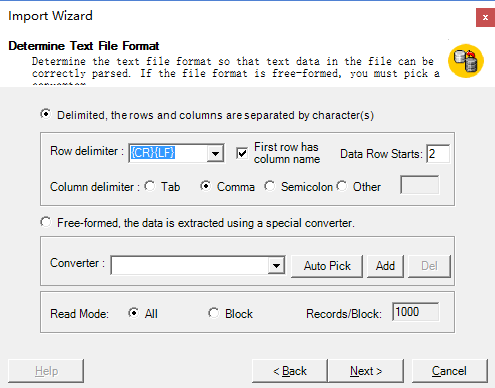 Import Wizard
x
Determine Text File Format
Determine the text file format so that text data in the file can be
correctly parsed. If the file format is free-formed, you must pick a
Delimited, the rows and columns are separated by character(s)
Row delimiter : {CR}{LF} First row has column name Data Row Starts: 2
Column delimiter : Tab Comma Semicolon Other
Free-formed, the data is extracted using a special converter.
Converter : Auto Pick Add Del
Read Mode: All Block Records/Block: 1000
Help < Back Next > Cancel